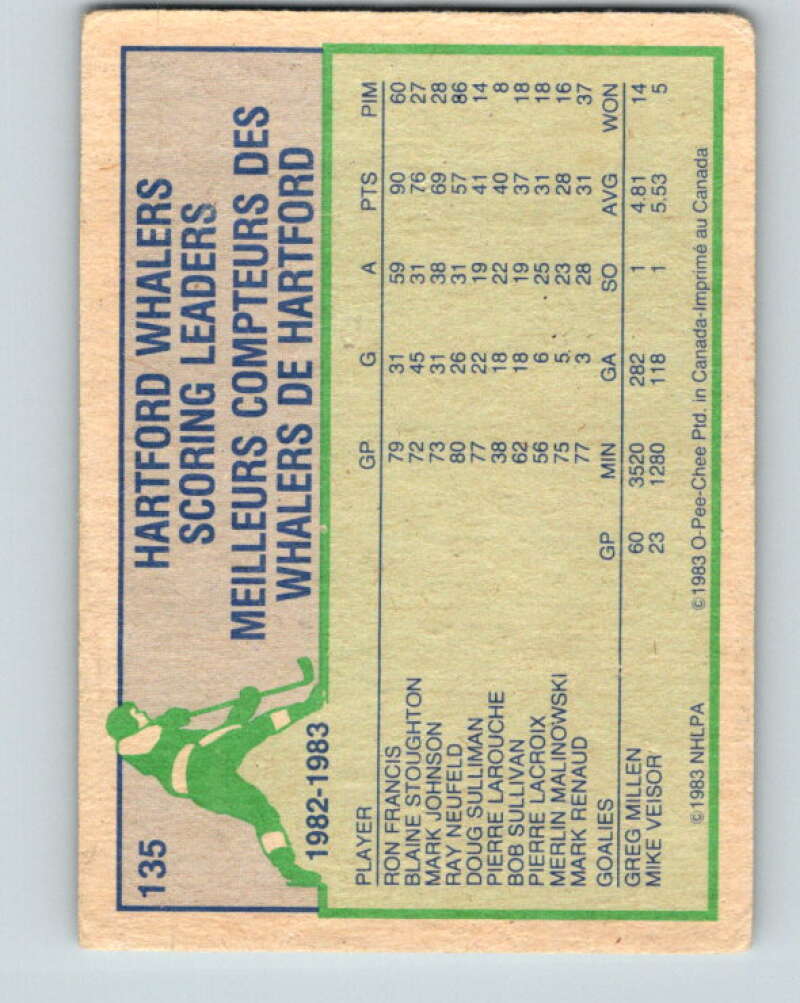 135
HARTFORD WHALERS
SCORING LEADERS
MEILLEURS COMPTEURS DES
WHALERS DE HARTFORD
1982-1983
PLAYER GP G A PTS PIM
RON FRANCIS 79 31 59 90 60
BLAINE STOUGHTON 72 45 31 76 27
MARK JOHNSON 73 31 38 69 28
RAY NEUFELD 80 26 31 57 86
DOUG SULLIMAN 77 22 19 41 14
PIERRE LAROUCHE 38 18 22 40 8
BOB SULLIVAN 62 18 19 37 18
PIERRE LACROIX 56 6 25 31 18
MERLIN MALINOWSKI 75 5 23 28 16
MARK RENAUD 77 3 28 31 37
GOALIES GP MIN GA SO AVG WON
GREG MILLEN 60 3520 282 1 4.81 14
MIKE VEISOR 23 1280 118 1 5.53 5
©1983 NHLPA ©1983 O-Pee-Chee Ptd. in Canada-Imprimé au Canada